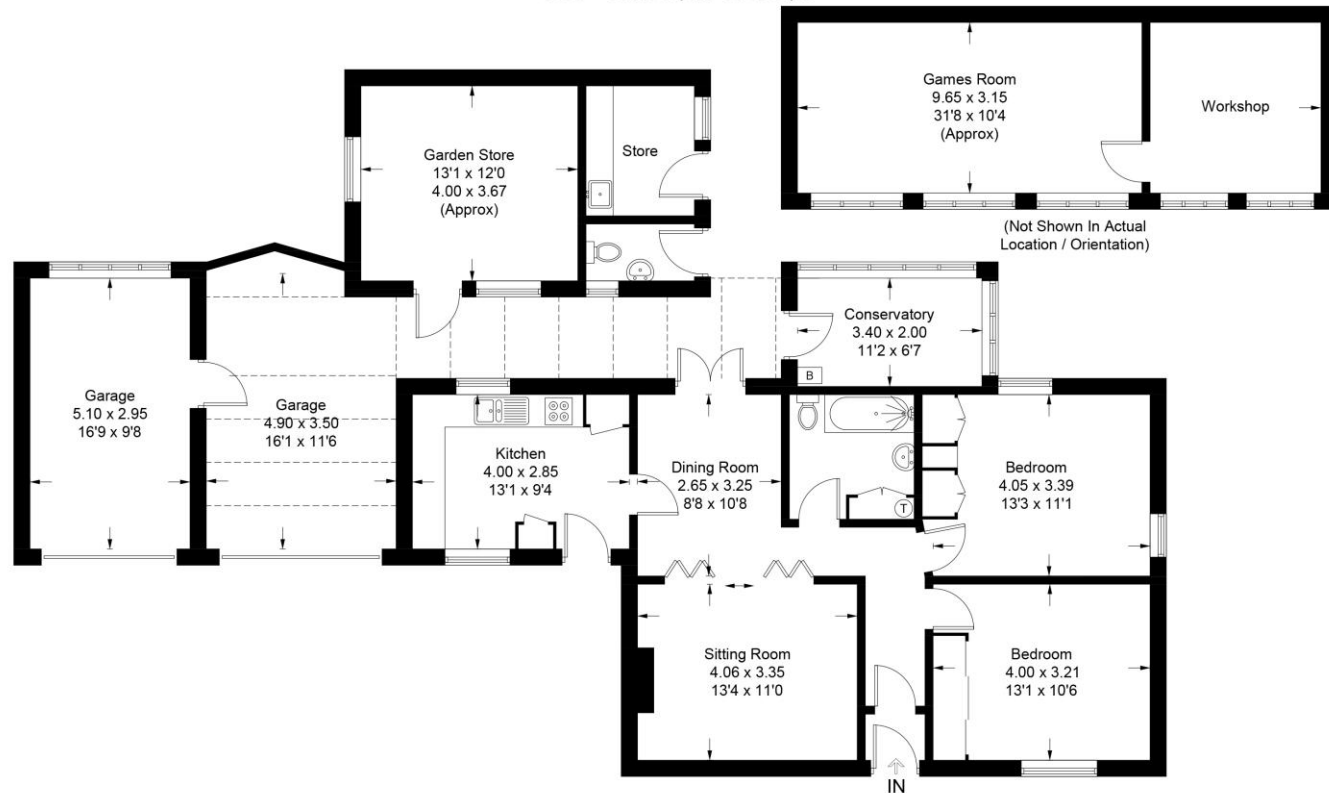 Games Room
9.65 x 3.15
31'8 x 10'4
(Approx)
Workshop
(Not Shown In Actual
Location / Orientation)
Garden Store
13'1 x 12'0
4.00 x 3.67
(Approx)
Store
Conservatory
3.40 x 2.00
11'2 x 6'7
B
Garage
5.10 x 2.95
16'9 x 9'8
Garage
4.90 x 3.50
16'1 x 11'6
Kitchen
4.00 x 2.85
13'1 x 9'4
Dining Room
2.65 x 3.25
8'8 x 10'8
T
Bedroom
4.05 x 3.39
13'3 x 11'1
Sitting Room
4.06 x 3.35
13'4 x 11'0
Bedroom
4.00 x 3.21
13'1 x 10'6
IN